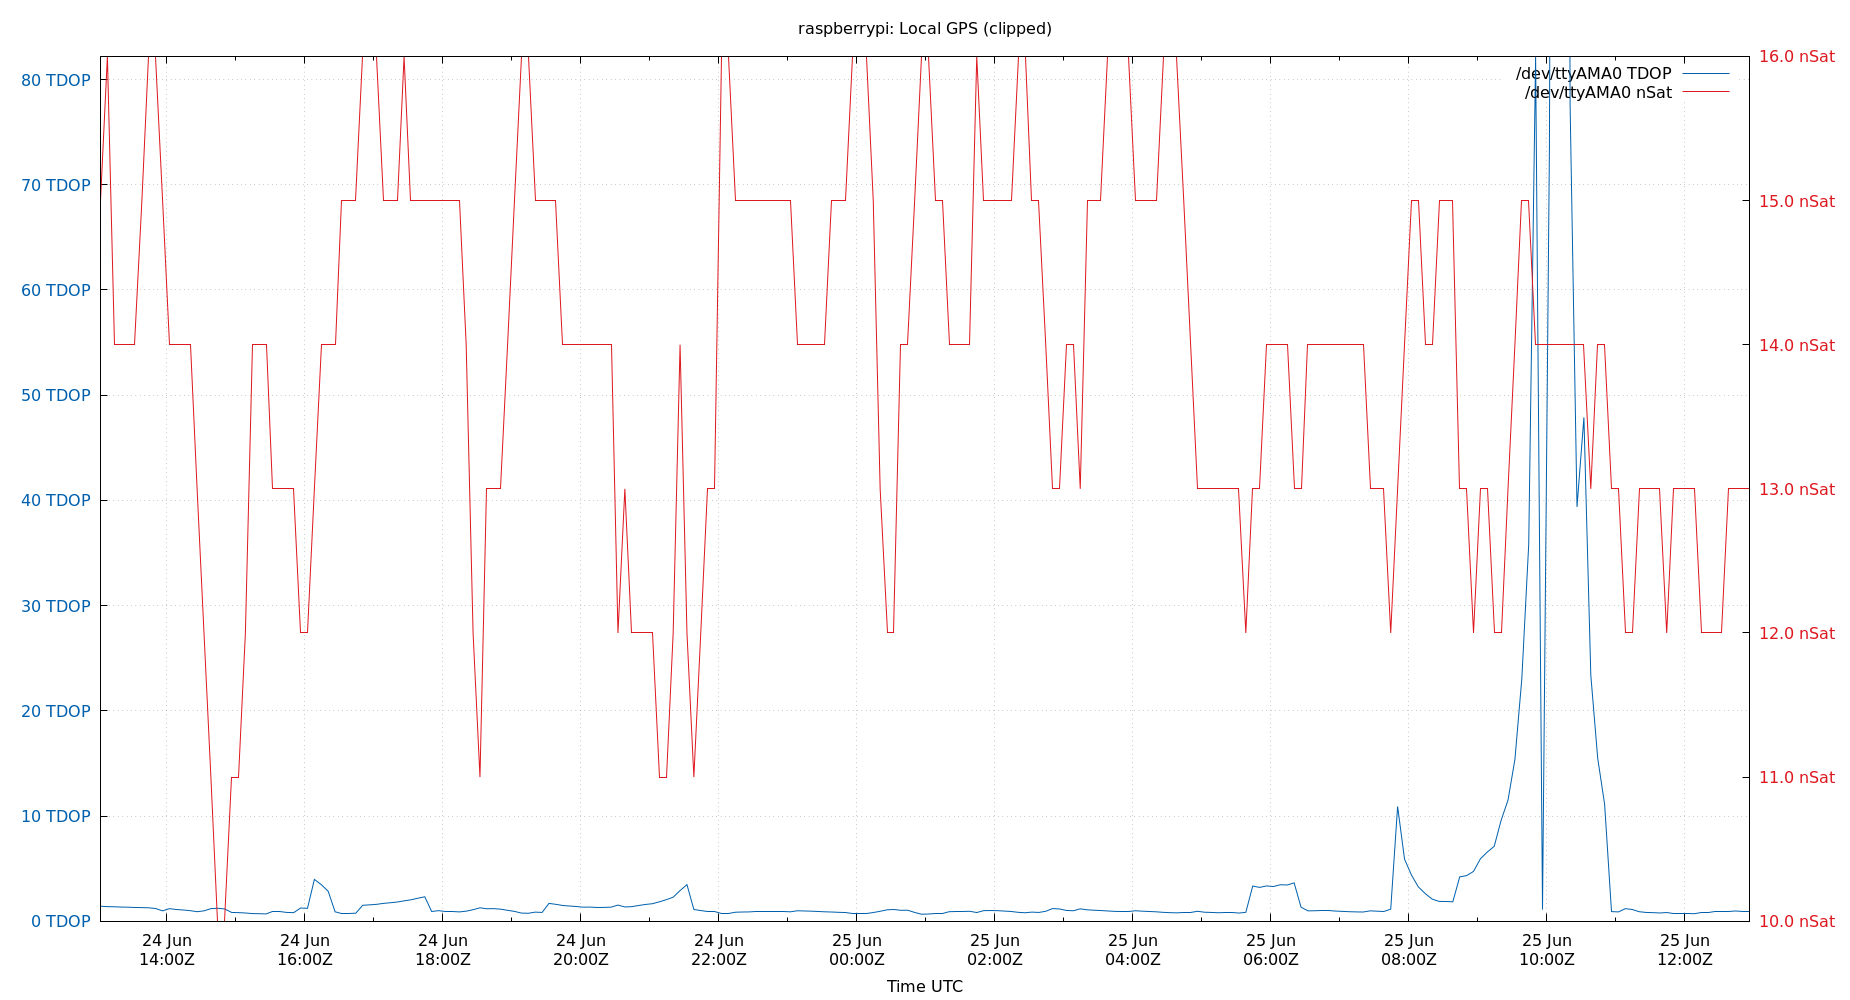 raspberrypi: Local GPS (clipped)
80 TDOP
70 TDOP
60 TDOP
50 TDOP
40 TDOP
30 TDOP
20 TDOP
10 TDOP
0 TDOP
16.0 nSat
15.0 nSat
14.0 nSat
13.0 nSat
12.0 nSat
11.0 nSat
10.0 nSat
/dev/ttyAMA0 TDOP
/dev/ttyAMA0 nSat
24 Jun 24 Jun 24 Jun 24 Jun 24 Jun 25 Jun 25 Jun 25 Jun 25 Jun 25 Jun 25 Jun 25 Jun
14:00Z 16:00Z 18:00Z 20:00Z 22:00Z 00:00Z 02:00Z 04:00Z 06:00Z 08:00Z 10:00Z 12:00Z
Time UTC